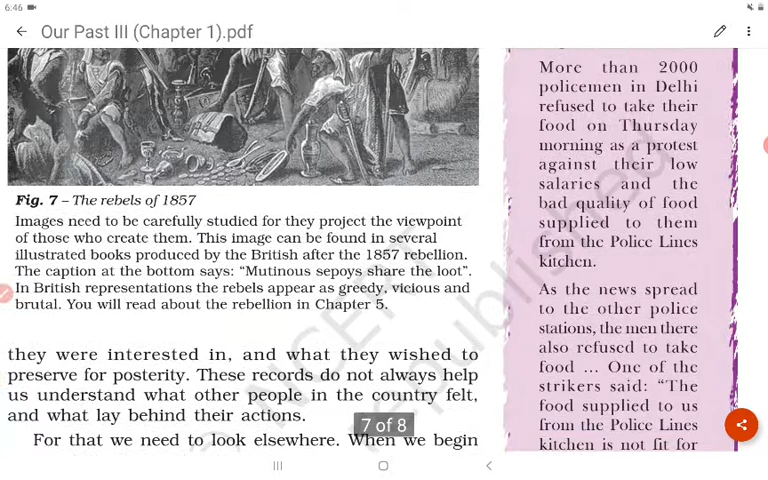 6:46
Our Past III (Chapter 1).pdf
Fig. 7 – The rebels of 1857
Images need to be carefully studied for they project the viewpoint
of those who create them. This image can be found in several
illustrated books produced by the British after the 1857 rebellion.
The caption at the bottom says: “Mutinous sepoys share the loot”.
In British representations the rebels appear as greedy, vicious and
brutal. You will read about the rebellion in Chapter 5.
they were interested in, and what they wished to
preserve for posterity. These records do not always help
us understand what other people in the country felt,
and what lay behind their actions.
For that we need to look elsewhere. When we begin
7 of 8
More than 2000
policemen in Delhi
refused to take their
food on Thursday
morning as a protest
against their low
salaries and the
bad quality of food
supplied to them
from the Police Lines
kitchen.
As the news spread
to the other police
stations, the men there
also refused to take
food ... One of the
strikers said: “The
food supplied to us
from the Police Lines
kitchen is not fit for